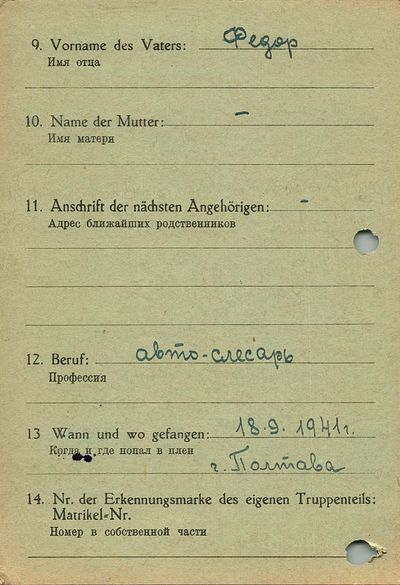 9. Vorname des Vaters: Федор
Имя отца
10. Name der Mutter: –
Имя матери
11. Anschrift der nächsten Angehörigen: –
Адрес ближайших родственников
12. Beruf: авто-слесарь
Профессия
13 Wann und wo gefangen: 18.9.1941г.
Когда и где попал в плен
г. Полтава
14. Nr. der Erkennungsmarke des eigenen Truppenteils:
Matrikel-Nr.
Номер в собственной части